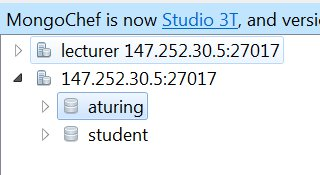 MongoChef is now Studio 3T, and versi
lecturer 147.252.30.5:27017
147.252.30.5:27017
aturing
student